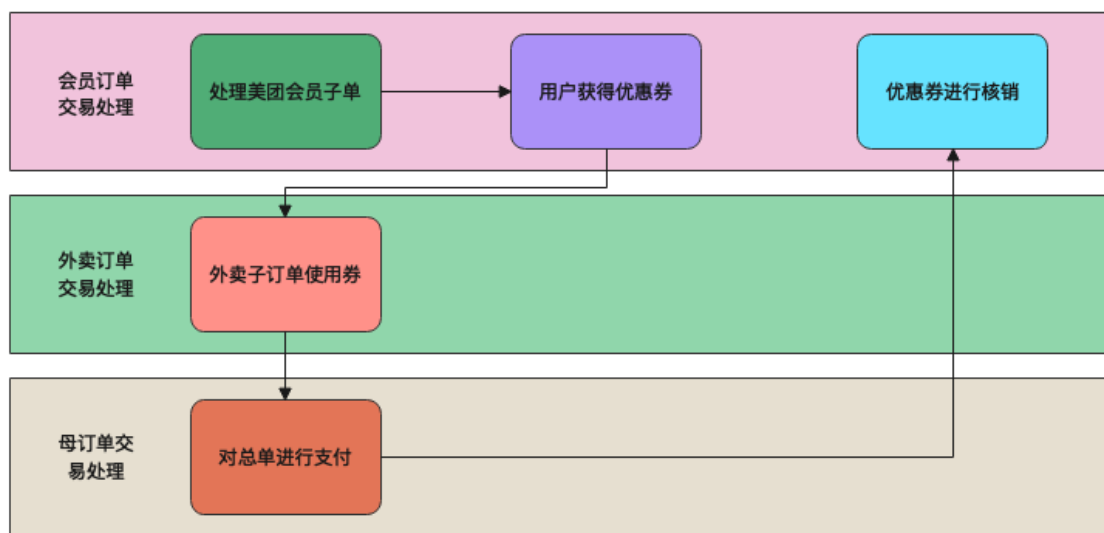 会员订单
交易处理
处理美团会员子单
用户获得优惠券
优惠券进行核销
外卖订单
交易处理
外卖子订单使用券
母订单交
易处理
对总单进行支付